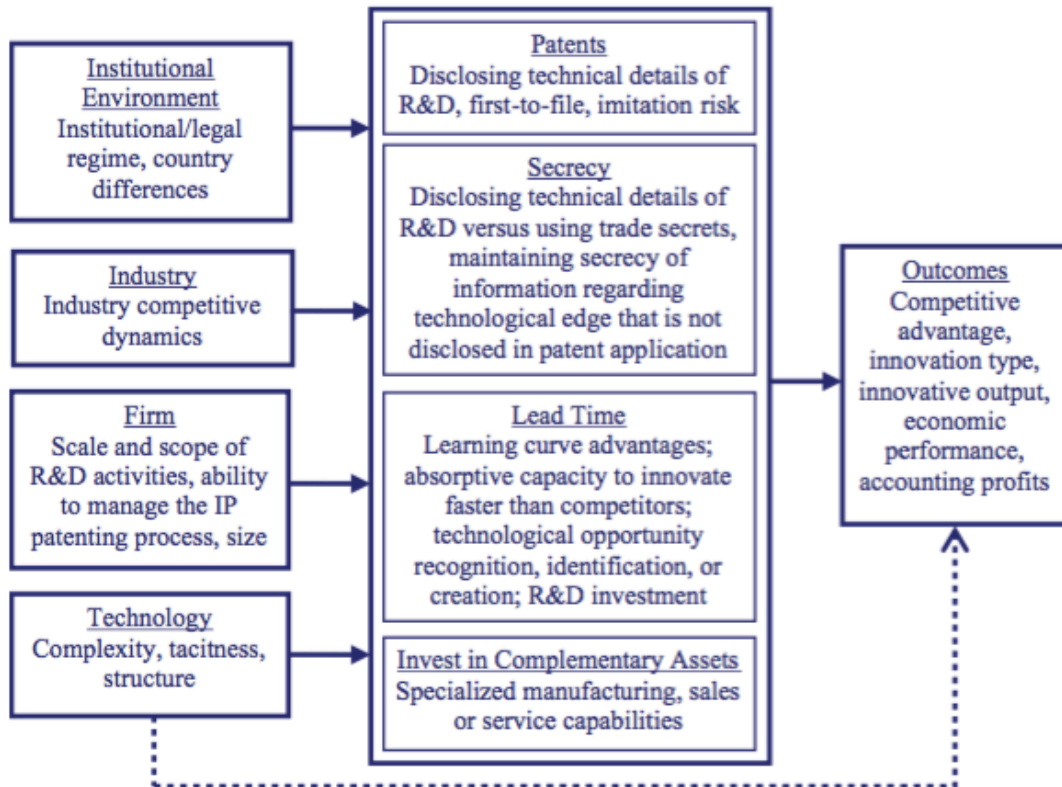 Institutional
Environment
Institutional/legal
regime, country
differences
Industry
Industry competitive
dynamics
Firm
Scale and scope of
R&D activities, ability
to manage the IP
patenting process, size
Technology
Complexity, tacitness,
structure
Patents
Disclosing technical details of
R&D, first-to-file, imitation risk
Secrecy
Disclosing technical details of
R&D versus using trade secrets,
maintaining secrecy of
information regarding
technological edge that is not
disclosed in patent application
Lead Time
Learning curve advantages;
absorptive capacity to innovate
faster than competitors;
technological opportunity
recognition, identification, or
creation; R&D investment
Invest in Complementary Assets
Specialized manufacturing, sales
or service capabilities
Outcomes
Competitive
advantage,
innovation type,
innovative output,
economic
performance,
accounting profits